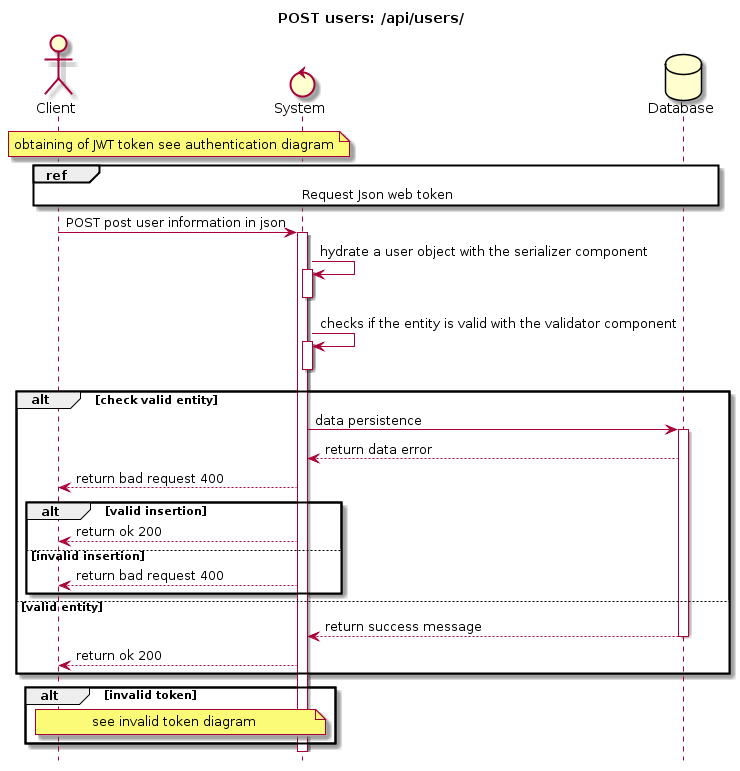 POST users: /api/users/
Client
System
Database
obtaining of JWT token see authentication diagram
ref
Request Json web token
POST post user information in json
hydrate a user object with the serializer component
checks if the entity is valid with the validator component
alt [check valid entity]
data persistence
return data error
return bad request 400
alt [valid insertion]
return ok 200
[invalid insertion]
return bad request 400
[valid entity]
return success message
return ok 200
alt [invalid token]
see invalid token diagram